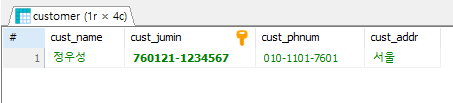 customer (1r × 4c)
# cust_name cust_jumin cust_phnum cust_addr
1 정우성 760121-1234567 010-1101-7601 서울